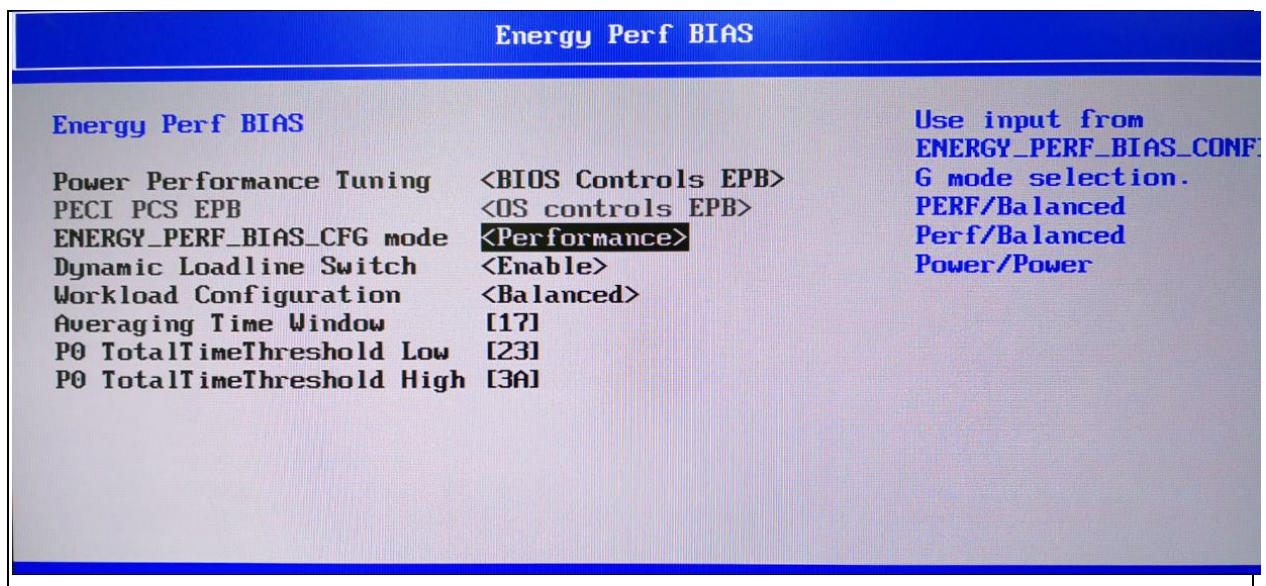 Energy Perf BIAS
Energy Perf BIAS
Power Performance Tuning <BIOS Controls EPB>
PECI PCS EPB <OS controls EPB>
ENERGY_PERF_BIAS_CFG mode <Performance>
Dynamic Loadline Switch <Enable>
Workload Configuration <Balanced>
Averaging Time Window [17]
P0 TotalTimeThreshold Low [23]
P0 TotalTimeThreshold High [3A]
Use input from
ENERGY_PERF_BIAS_CONFI
G mode selection.
PERF/Balanced
Perf/Balanced
Power/Power